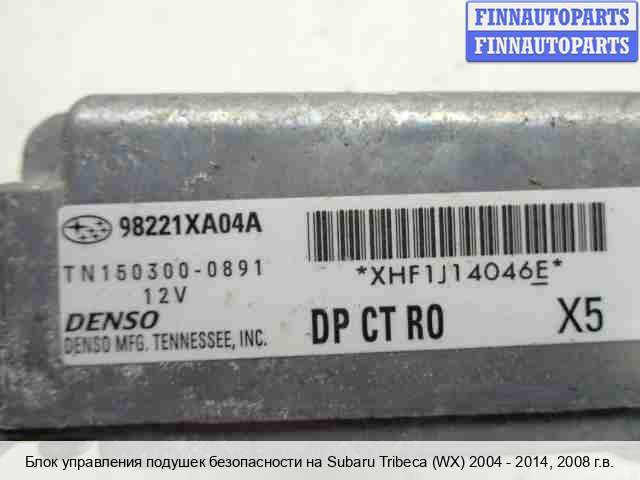 FINNAUTOPARTS
FINNAUTOPARTS
98221XA04A
TN150300-0891
12V
DENSO
DENSO MFG. TENNESSEE, INC.
*XHF1J14046E*
DP CT R0
X5
Блок управления подушек безопасности на Subaru Tribeca (WX) 2004 - 2014, 2008 г.в.